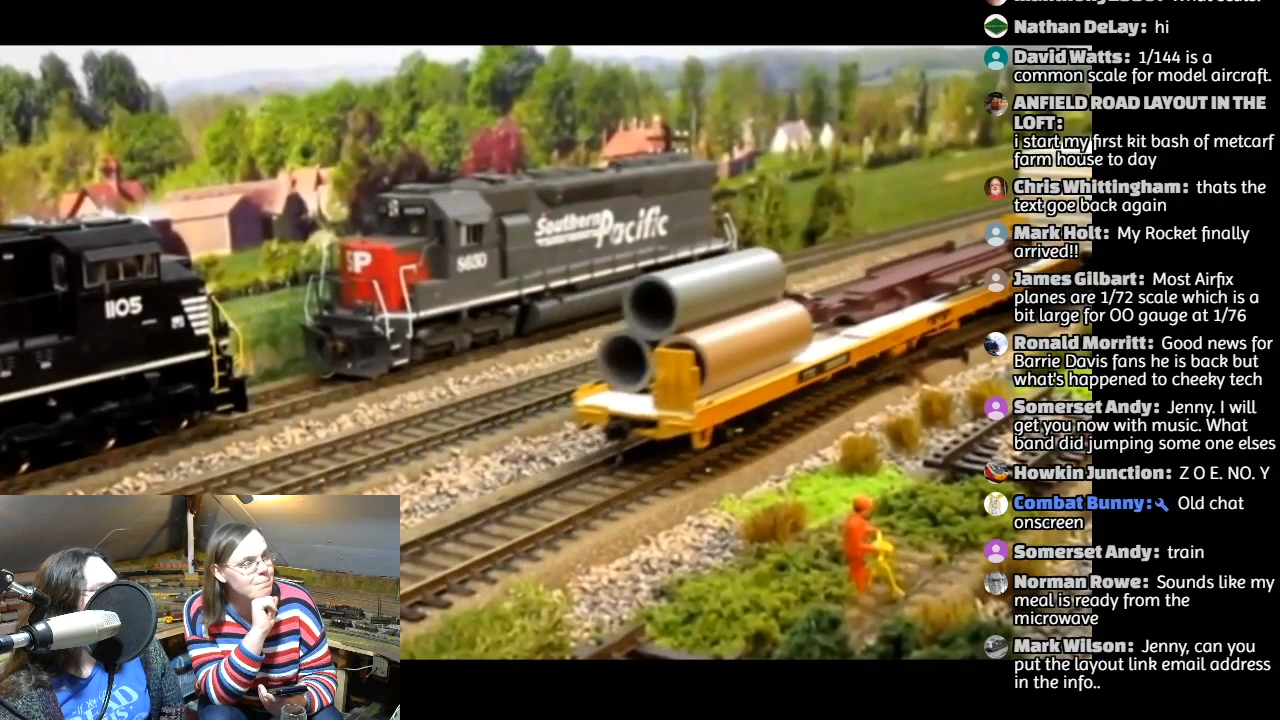 Nathan DeLay: hi
David Watts: 1/144 is a
common scale for model aircraft.
ANFIELD ROAD LAYOUT IN THE
LOFT:
i start my first kit bash of metcarf
farm house to day
Chris Whittingham: thats the
text goe back again
Mark Holt: My Rocket finally
arrived!!
James Gilbart: Most Airfix
planes are 1/72 scale which is a
bit large for OO gauge at 1/76
Ronald Morritt: Good news for
Barrie Davis fans he is back but
what's happened to cheeky tech
Somerset Andy: Jenny. I will
get you now with music. What
band did jumping some one elses
Howkin Junction: Z O E. NO. Y
Combat Bunny: Old chat
onscreen
Somerset Andy: train
Norman Rowe: Sounds like my
meal is ready from the
microwave
Mark Wilson: Jenny, can you
put the layout link email address
in the info..
Southern
Pacific
SP
8630
1105